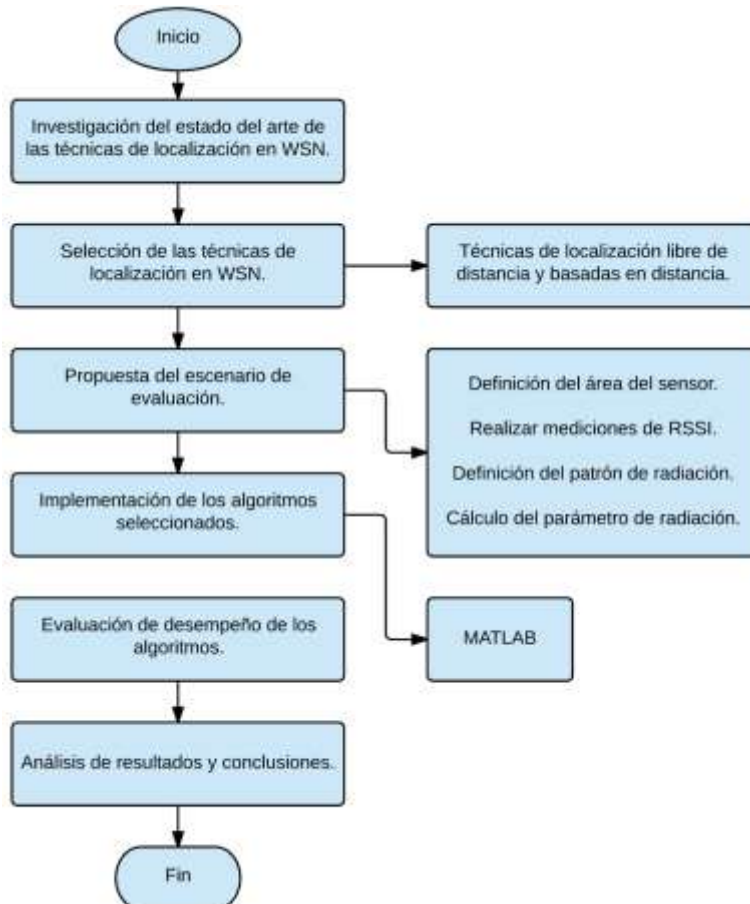 Inicio
Investigación del estado del arte de
las técnicas de localización en WSN.
Selección de las técnicas de
localización en WSN.
Técnicas de localización libre de
distancia y basadas en distancia.
Propuesta del escenario de
evaluación.
Definición del área del sensor.
Realizar mediciones de RSSI.
Definición del patrón de radiación.
Cálculo del parámetro de radiación.
Implementación de los algoritmos
seleccionados.
MATLAB
Evaluación de desempeño de los
algoritmos.
Análisis de resultados y conclusiones.
Fin